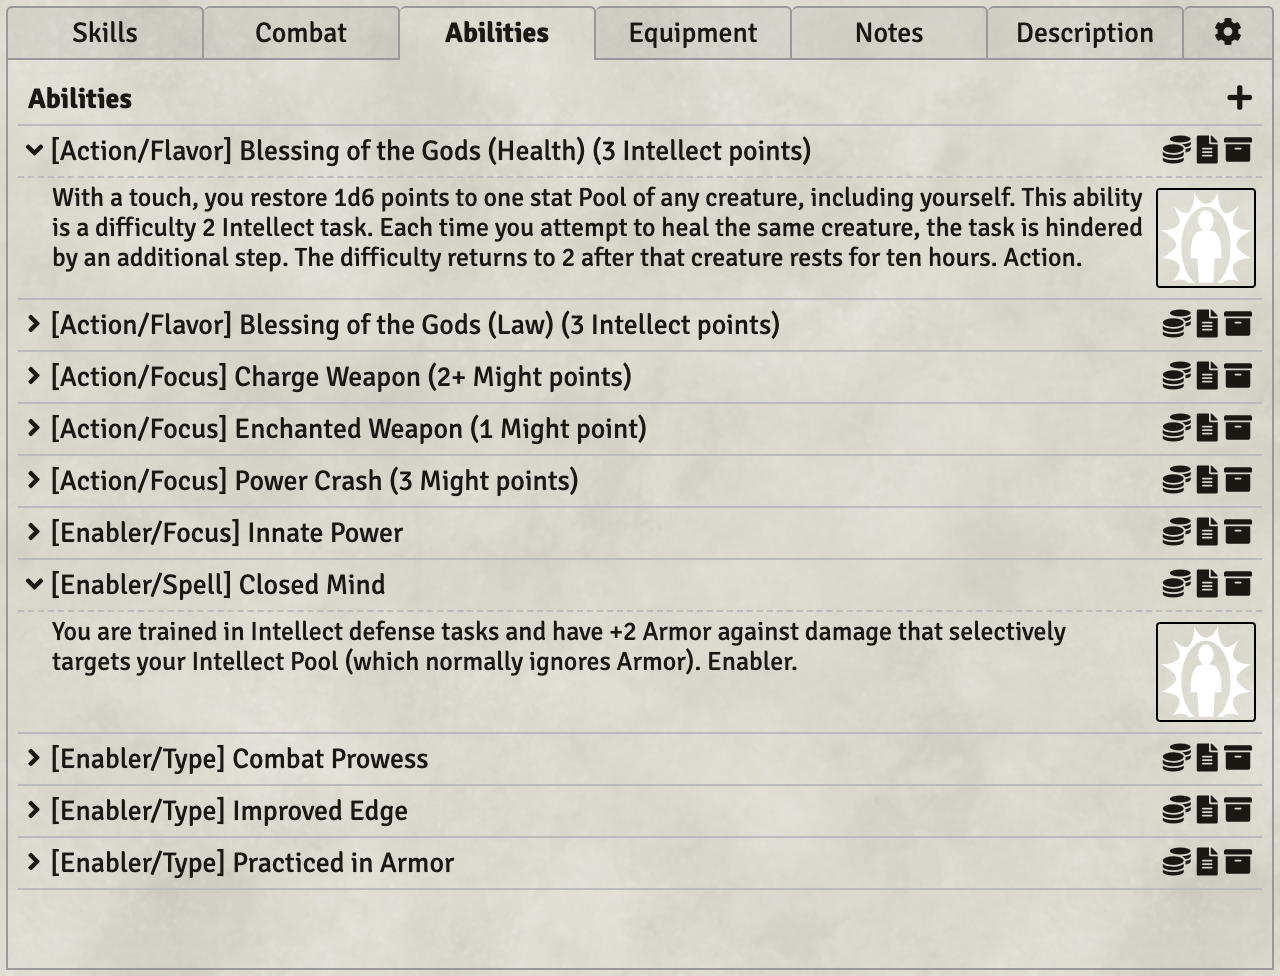 Skills Combat Abilities Equipment Notes Description
Abilities
[Action/Flavor] Blessing of the Gods (Health) (3 Intellect points)
With a touch, you restore 1d6 points to one stat Pool of any creature, including yourself. This ability
is a difficulty 2 Intellect task. Each time you attempt to heal the same creature, the task is hindered
by an additional step. The difficulty returns to 2 after that creature rests for ten hours. Action.
[Action/Flavor] Blessing of the Gods (Law) (3 Intellect points)
[Action/Focus] Charge Weapon (2+ Might points)
[Action/Focus] Enchanted Weapon (1 Might point)
[Action/Focus] Power Crash (3 Might points)
[Enabler/Focus] Innate Power
[Enabler/Spell] Closed Mind
You are trained in Intellect defense tasks and have +2 Armor against damage that selectively
targets your Intellect Pool (which normally ignores Armor). Enabler.
[Enabler/Type] Combat Prowess
[Enabler/Type] Improved Edge
[Enabler/Type] Practiced in Armor